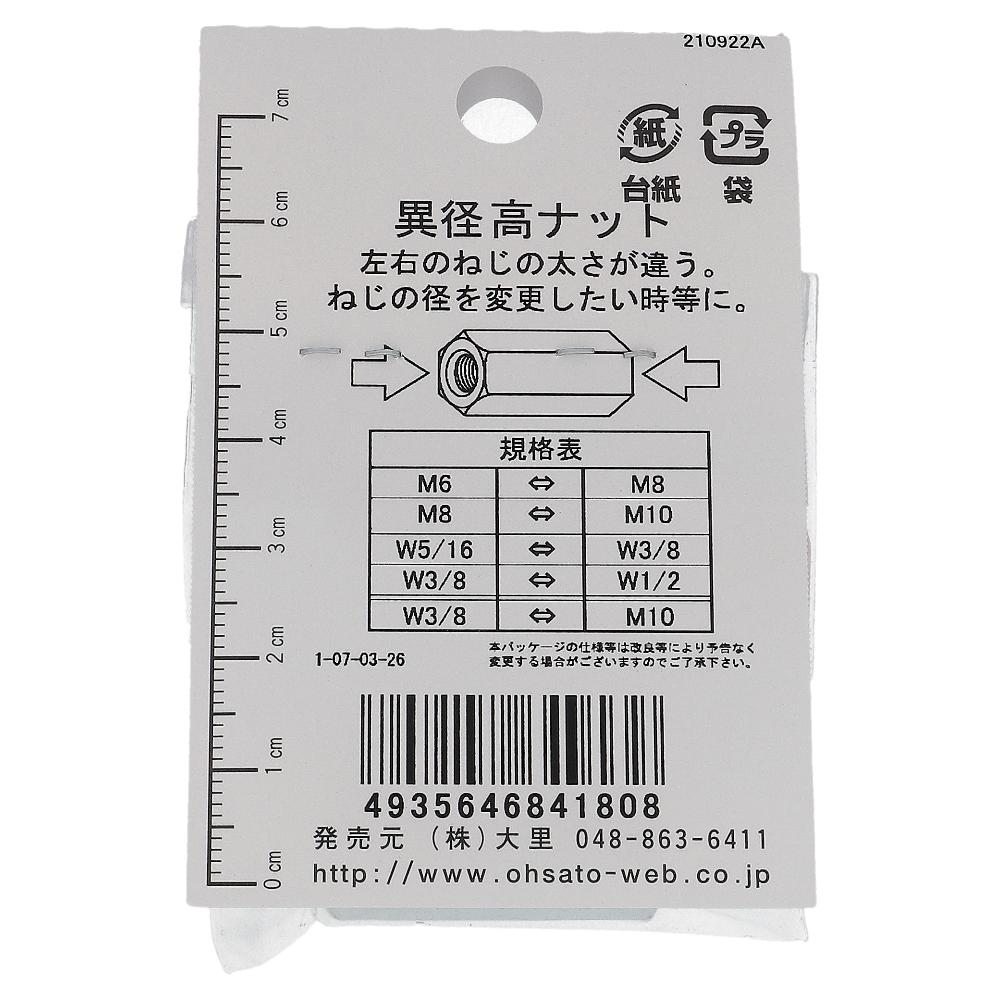 210922A
紙
プラ
台紙
袋
異径高ナット
左右のねじの太さが違う。
ねじの径を変更したい時等に。
規格表
M6 ⇔ M8
M8 ⇔ M10
W5/16 ⇔ W3/8
W3/8 ⇔ W1/2
W3/8 ⇔ M10
1-07-03-26
本パッケージの仕様等は改良等により予告なく
変更する場合がございますのでご了承下さい。
4935646841808
発売元 (株)大里 048-863-6411
http://www.ohsato-web.co.jp
7cm
6cm
5cm
4cm
3cm
2cm
1cm
0cm